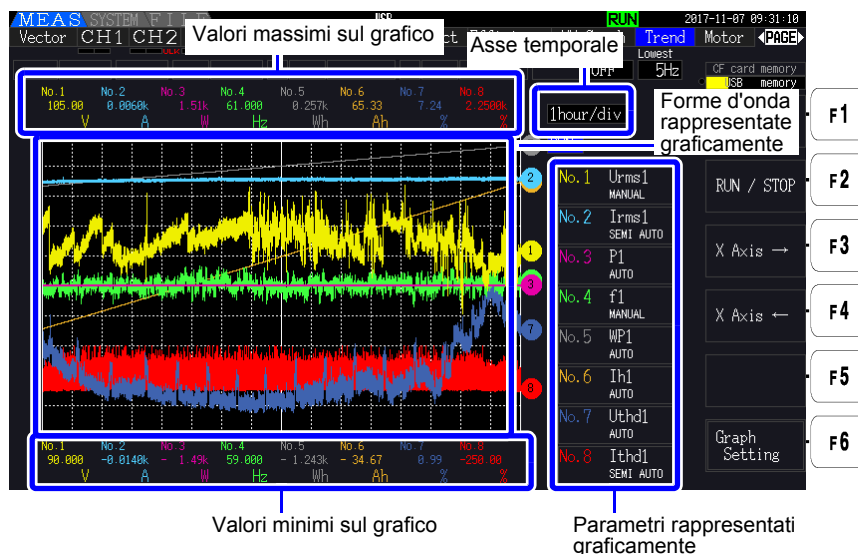 MEAS SYSTEM FILE USB RUN 2017-11-07 09:31:10
Vector CH1 CH2 Trend Motor PAGE
Valori massimi sul grafico
Asse temporale
Lowest
OFF 5Hz
CF card memory
USB memory
No.1 No.2 No.3 No.4 No.5 No.6 No.7 No.8
105.00 0.0060k 1.51k 61.000 0.257k 65.33 7.24 2.2500k
V A W Hz Wh Ah % %
1hour/div
Forme d'onda
rappresentate
graficamente
F1
2
1
3
7
8
No.1 Urms1
MANUAL
No.2 Irms1
SEMI AUTO
No.3 P1
AUTO
No.4 f1
MANUAL
No.5 WP1
AUTO
No.6 Ih1
AUTO
No.7 Uthd1
AUTO
No.8 Ithd1
SEMI AUTO
RUN / STOP
F2
X Axis →
F3
X Axis ←
F4
F5
Graph
Setting
F6
No.1 No.2 No.3 No.4 No.5 No.6 No.7 No.8
90.000 -0.0140k - 1.49k 59.000 - 1.243k - 34.67 0.99 -250.00
V A W Hz Wh Ah % %
Valori minimi sul grafico
Parametri rappresentati
graficamente